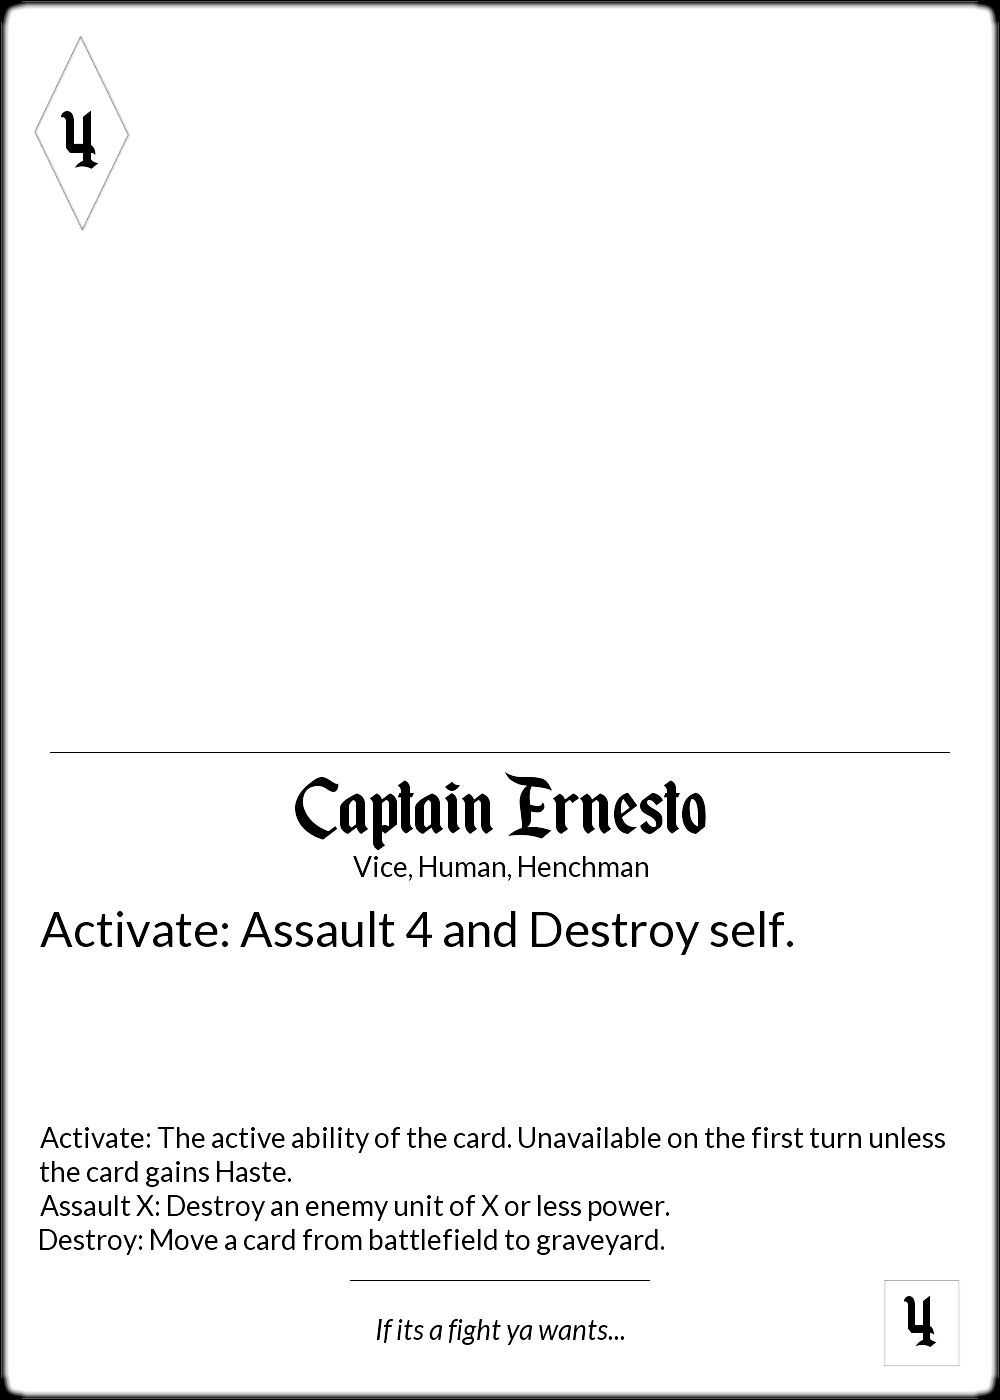 4
Captain Ernesto
Vice, Human, Henchman
Activate: Assault 4 and Destroy self.
Activate: The active ability of the card. Unavailable on the first turn unless
the card gains Haste.
Assault X: Destroy an enemy unit of X or less power.
Destroy: Move a card from battlefield to graveyard.
If its a fight ya wants...
4